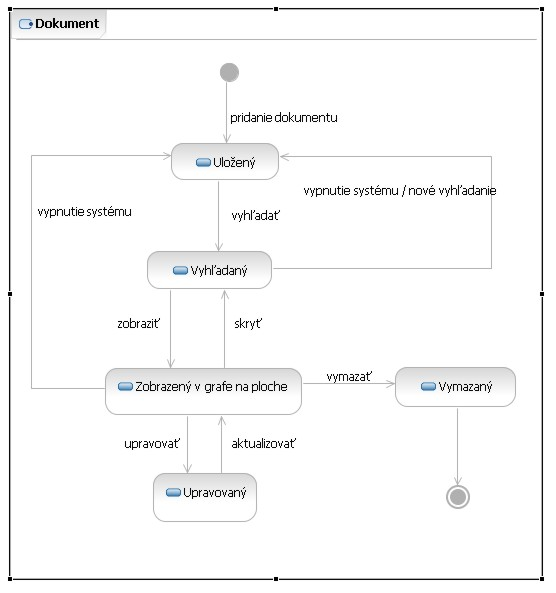 Dokument
pridanie dokumentu
Uložený
vypnutie systému
vyhľadať
vypnutie systému / nové vyhľadanie
Vyhľadaný
zobraziť
skryť
Zobrazený v grafe na ploche
vymazať
Vymazaný
upravovať
aktualizovať
Upravovaný